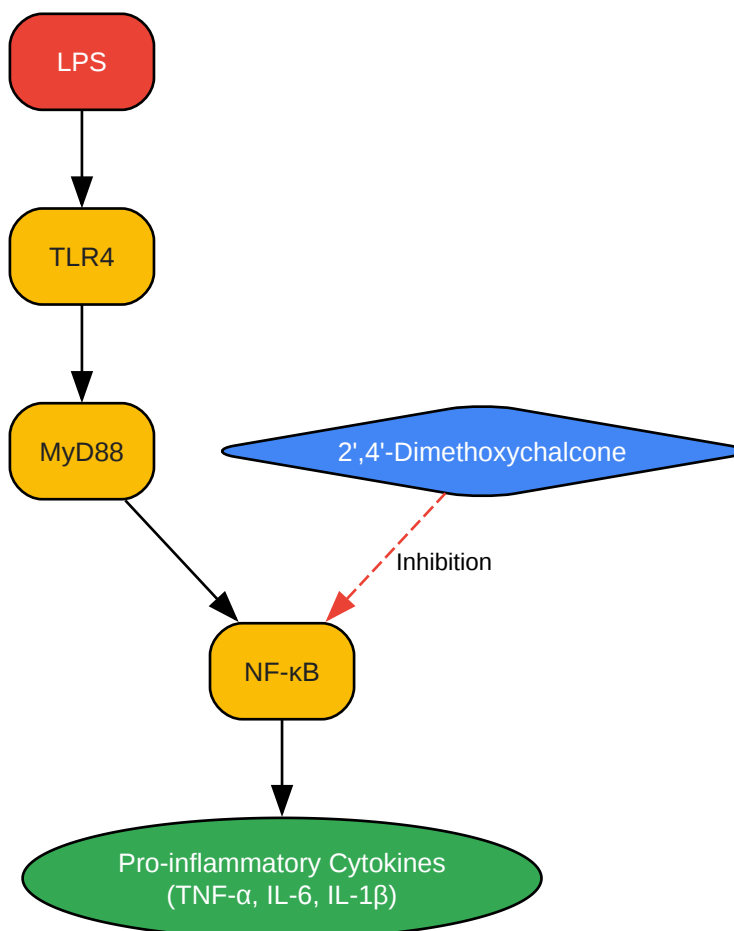 LPS
TLR4
MyD88
2',4'-Dimethoxychalcone
Inhibition
NF-κB
Pro-inflammatory Cytokines
(TNF-α, IL-6, IL-1β)